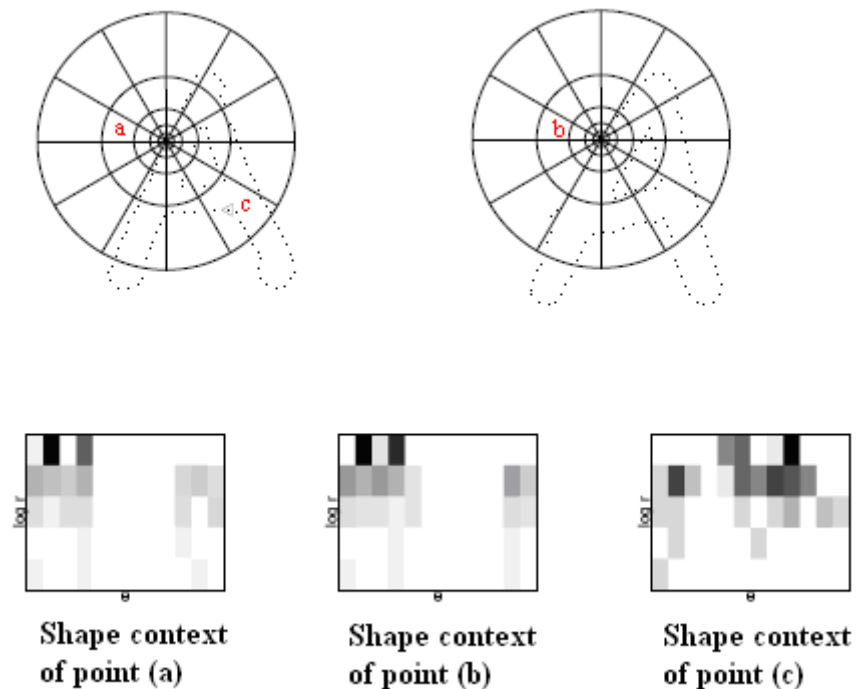 a
c
b
log r
θ
Shape context
of point (a)
log r
θ
Shape context
of point (b)
log r
θ
Shape context
of point (c)